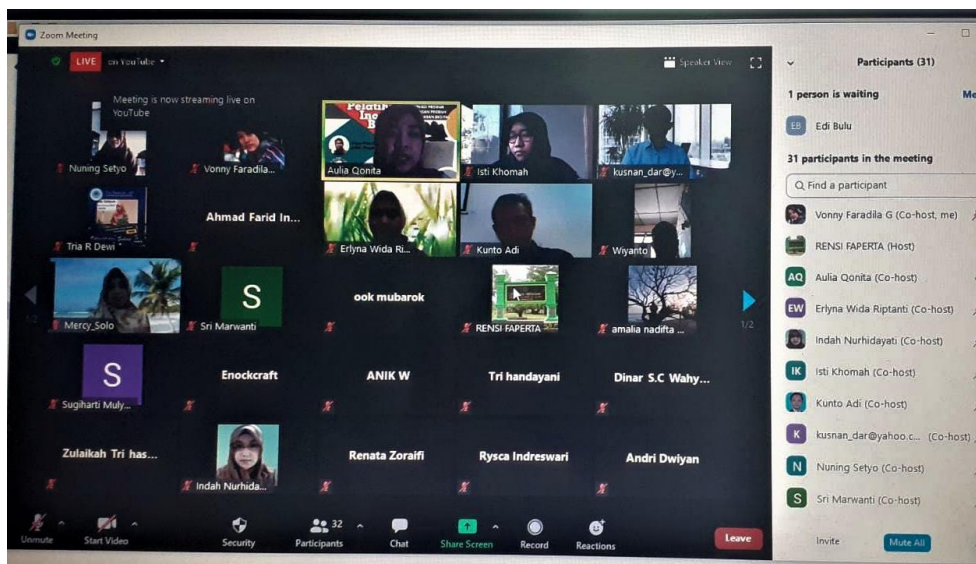 Zoom Meeting
LIVE on YouTube
Speaker View
Meeting is now streaming live on
YouTube
Nuning Setyo
Vonny Faradila...
Pelati
Aulia Qonita
Isti Khomah
kusnan_dar@y...
Tria R Dewi
Ahmad Farid In...
Erlyna Wida Ri...
Kunto Adi
Wiyanto
Mercy_Solo
S
Sri Marwanti
ook mubarok
RENSI FAPERTA
amalia nadifta ...
1/2
1/2
S
Sugiharti Muly...
Enockcraft
ANIK W
Tri handayani
Dinar S.C Wahy...
Zulaikah Tri has...
Indah Nurhida...
Renata Zoraifi
Rysca Indreswari
Andri Dwiyan
Unmute
Start Video
Security
Participants 32
Chat
Share Screen
Record
Reactions
Leave
Participants (31)
1 person is waiting
Me
EB Edi Bulu
31 participants in the meeting
Find a participant
Vonny Faradila G (Co-host, me)
RENSI FAPERTA (Host)
AQ Aulia Qonita (Co-host)
EW Erlyna Wida Riptanti (Co-host)
Indah Nurhidayati (Co-host)
IK Isti Khomah (Co-host)
Kunto Adi (Co-host)
K kusnan_dar@yahoo.c... (Co-host)
N Nuning Setyo (Co-host)
S Sri Marwanti (Co-host)
Invite
Mute All